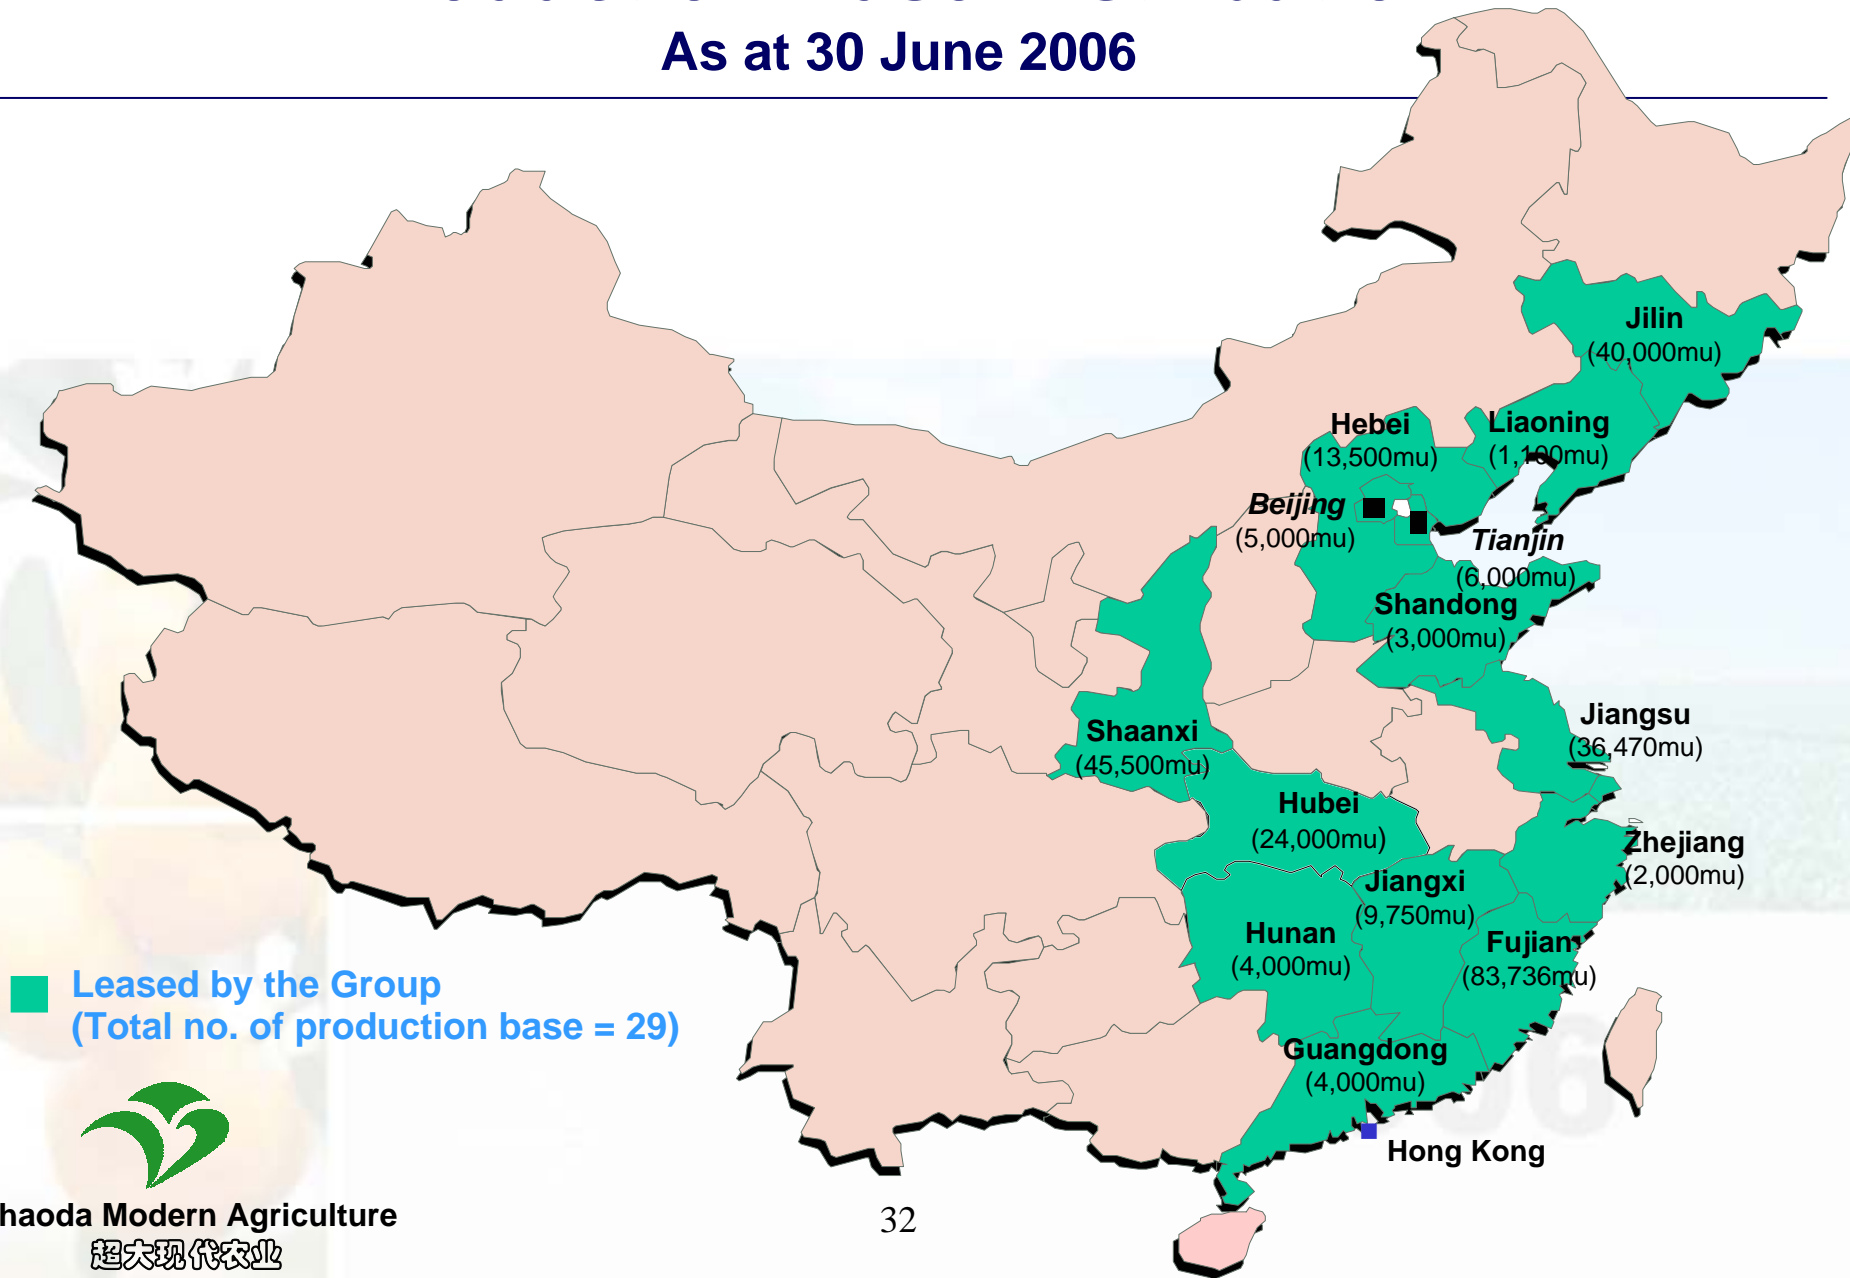 As at 30 June 2006
Jilin
(40,000mu)
Hebei
(13,500mu)
Liaoning
(1,100mu)
Beijing
(5,000mu)
Tianjin
(6,000mu)
Shandong
(3,000mu)
Jiangsu
(36,470mu)
Shaanxi
(45,500mu)
Hubei
(24,000mu)
Zhejiang
(2,000mu)
Jiangxi
(9,750mu)
Hunan
(4,000mu)
Fujian
(83,736mu)
Guangdong
(4,000mu)
Hong Kong
Leased by the Group
(Total no. of production base = 29)
haoda Modern Agriculture
超大现代农业
32